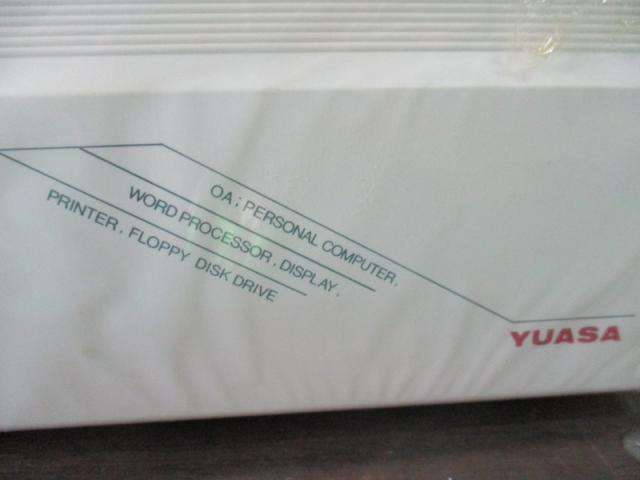 OA; PERSONAL COMPUTER,
WORD PROCESSOR, DISPLAY,
PRINTER, FLOPPY DISK DRIVE
YUASA